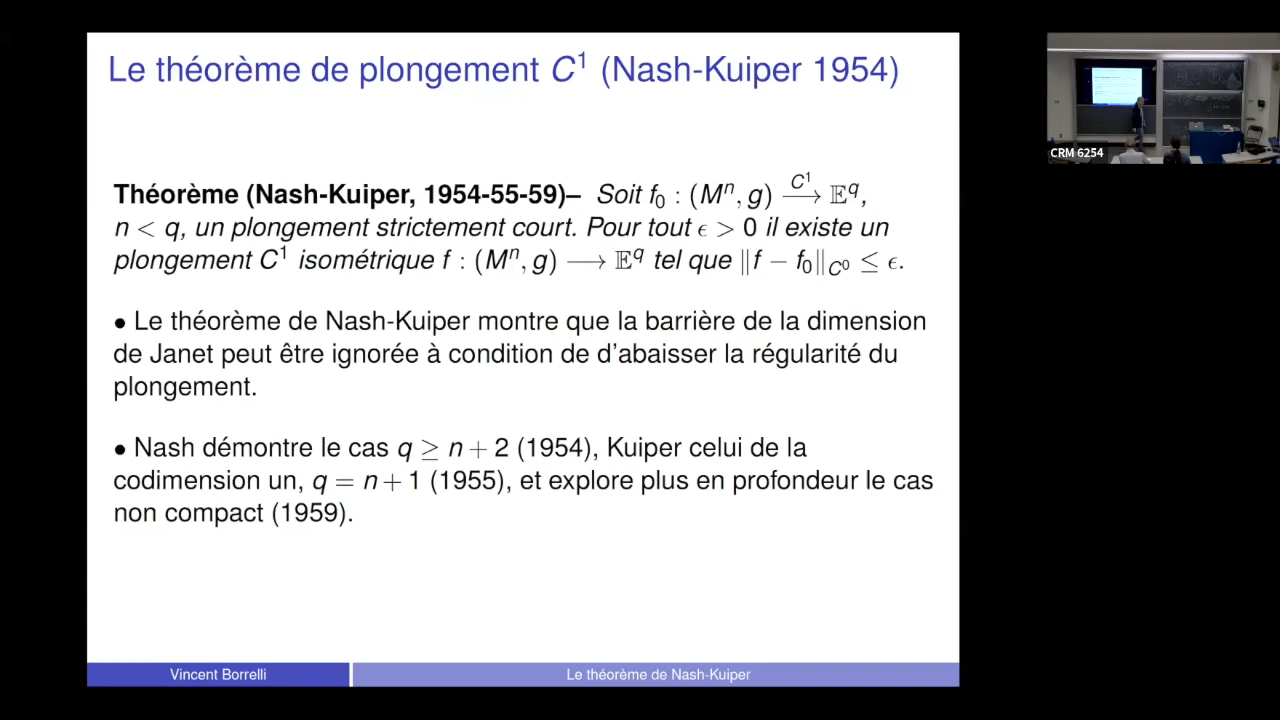 Le théorème de plongement C¹ (Nash-Kuiper 1954)
Théorème (Nash-Kuiper, 1954-55-59)– Soit f₀ : (Mⁿ, g) —C¹→ 𝔼^q,
n < q, un plongement strictement court. Pour tout ϵ > 0 il existe un
plongement C¹ isométrique f : (Mⁿ, g) ⟶ 𝔼^q tel que ‖f − f₀‖_{C⁰} ≤ ϵ.
• Le théorème de Nash-Kuiper montre que la barrière de la dimension
de Janet peut être ignorée à condition de d'abaisser la régularité du
plongement.
• Nash démontre le cas q ≥ n + 2 (1954), Kuiper celui de la
codimension un, q = n + 1 (1955), et explore plus en profondeur le cas
non compact (1959).
Vincent Borrelli
Le théorème de Nash-Kuiper
CRM 6254